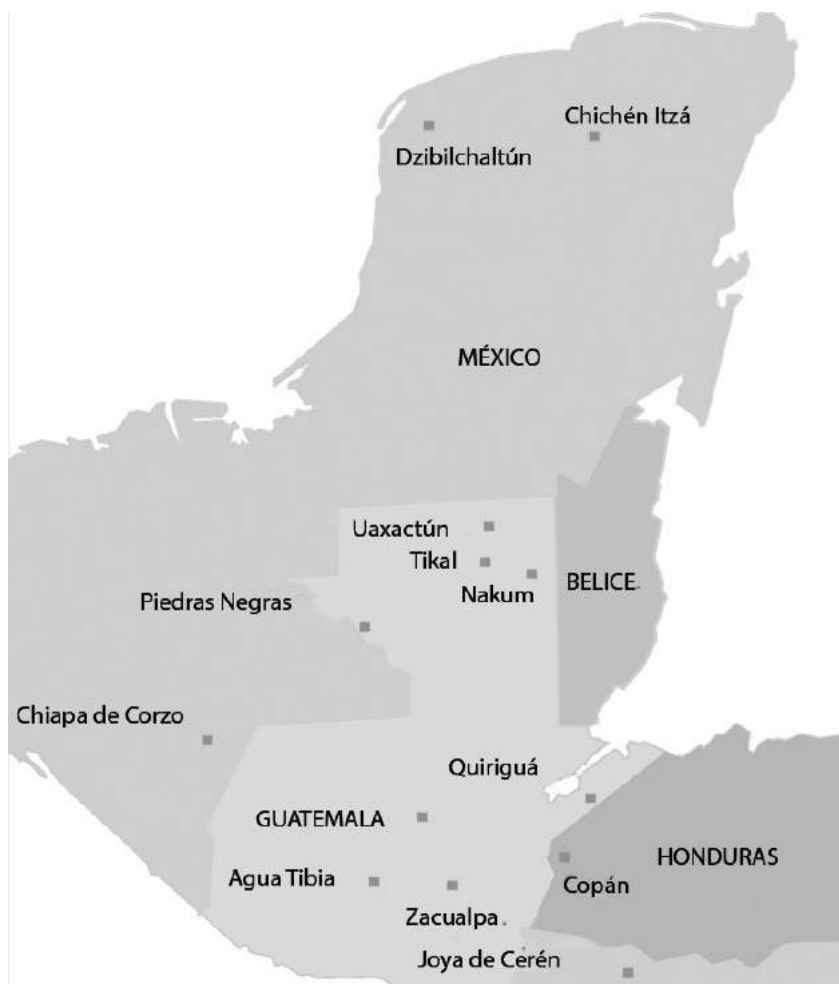 Chichén Itzá
Dzibilchaltún
MÉXICO
Uaxactún
Tikal
Nakum
BELICE
Piedras Negras
Chiapa de Corzo
Quiriguá
GUATEMALA
HONDURAS
Agua Tibia
Copán
Zacualpa
Joya de Cerén